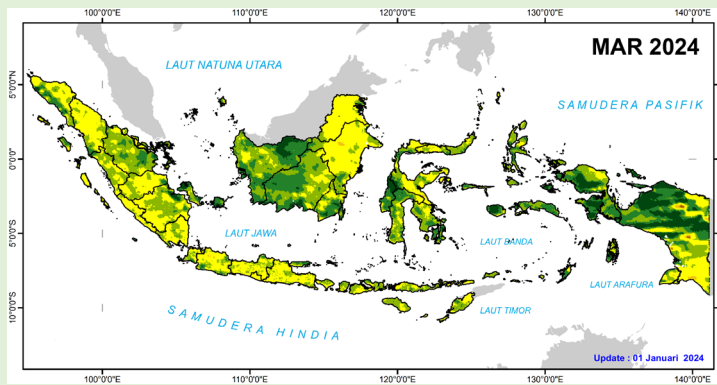 100°0'0"E 110°0'0"E 120°0'0"E 130°0'0"E 140°0'0"E
MAR 2024
LAUT NATUNA UTARA
5°0'0"N
SAMUDERA PASIFIK
0°0'0"
5°0'0"S
LAUT JAWA
LAUT BANDA
LAUT ARAFURA
10°0'0"S
SAMUDERA HINDIA
LAUT TIMOR
Update : 01 Januari 2024
100°0'0"E 110°0'0"E 120°0'0"E 130°0'0"E 140°0'0"E